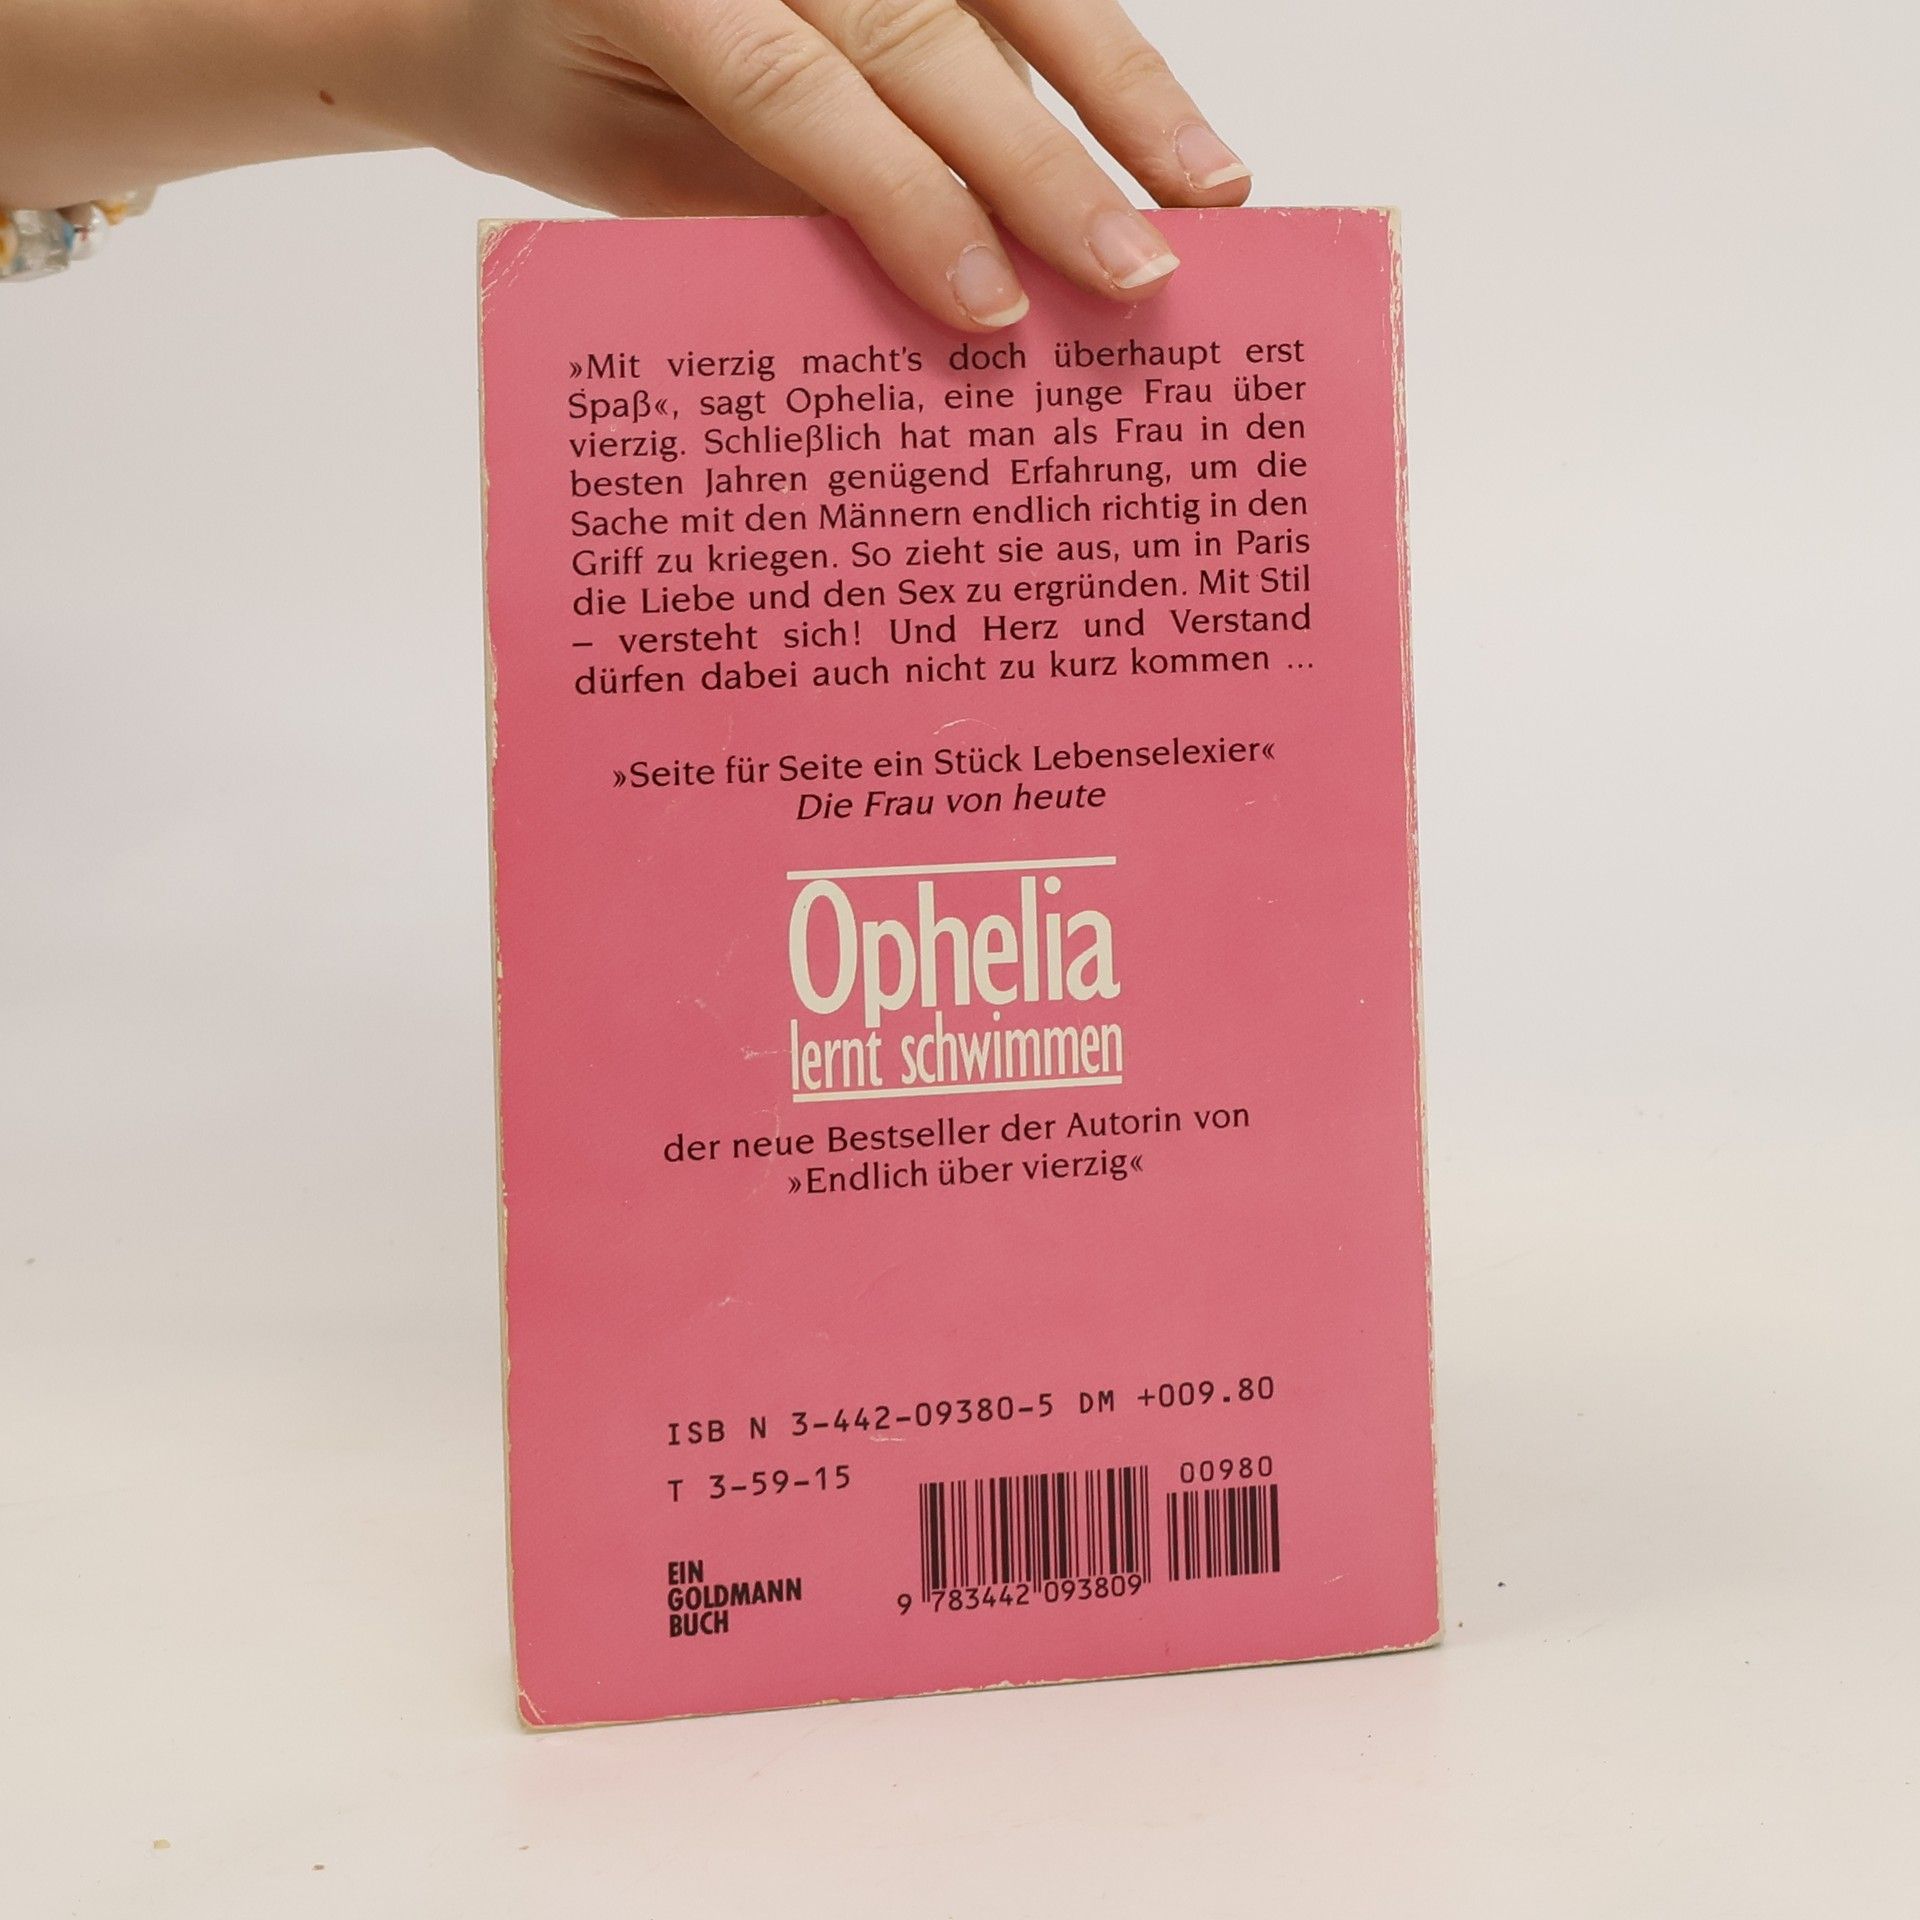 »Mit vierzig macht's doch überhaupt erst
Spaß«, sagt Ophelia, eine junge Frau über
vierzig. Schließlich hat man als Frau in den
besten Jahren genügend Erfahrung, um die
Sache mit den Männern endlich richtig in den
Griff zu kriegen. So zieht sie aus, um in Paris
die Liebe und den Sex zu ergründen. Mit Stil
– versteht sich! Und Herz und Verstand
dürfen dabei auch nicht zu kurz kommen ...
»Seite für Seite ein Stück Lebenselexier«
Die Frau von heute
Ophelia
lernt schwimmen
der neue Bestseller der Autorin von
»Endlich über vierzig«
ISB N 3-442-09380-5 DM +009.80
T 3-59-15
00980
EIN
GOLDMANN
BUCH
9 783442 093809